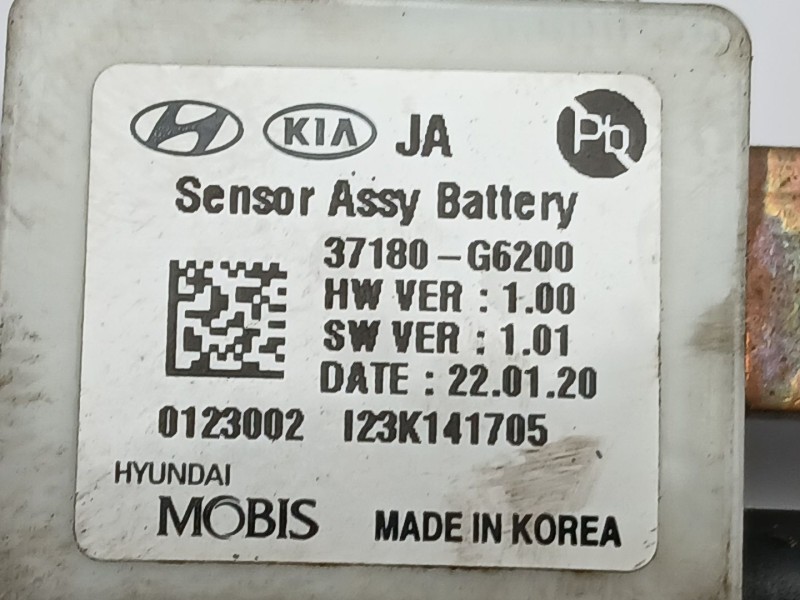 H KIA JA Pb
Sensor Assy Battery
37180-G6200
HW VER : 1.00
SW VER : 1.01
DATE : 22.01.20
0123002 I23K141705
HYUNDAI
MOBIS MADE IN KOREA